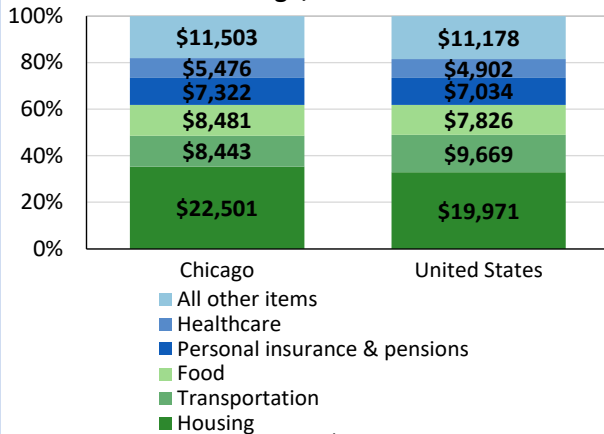 100%
80%
60%
40%
20%
0%
$11,503
$5,476
$7,322
$8,481
$8,443
$22,501
$11,178
$4,902
$7,034
$7,826
$9,669
$19,971
Chicago
United States
All other items
Healthcare
Personal insurance & pensions
Food
Transportation
Housing